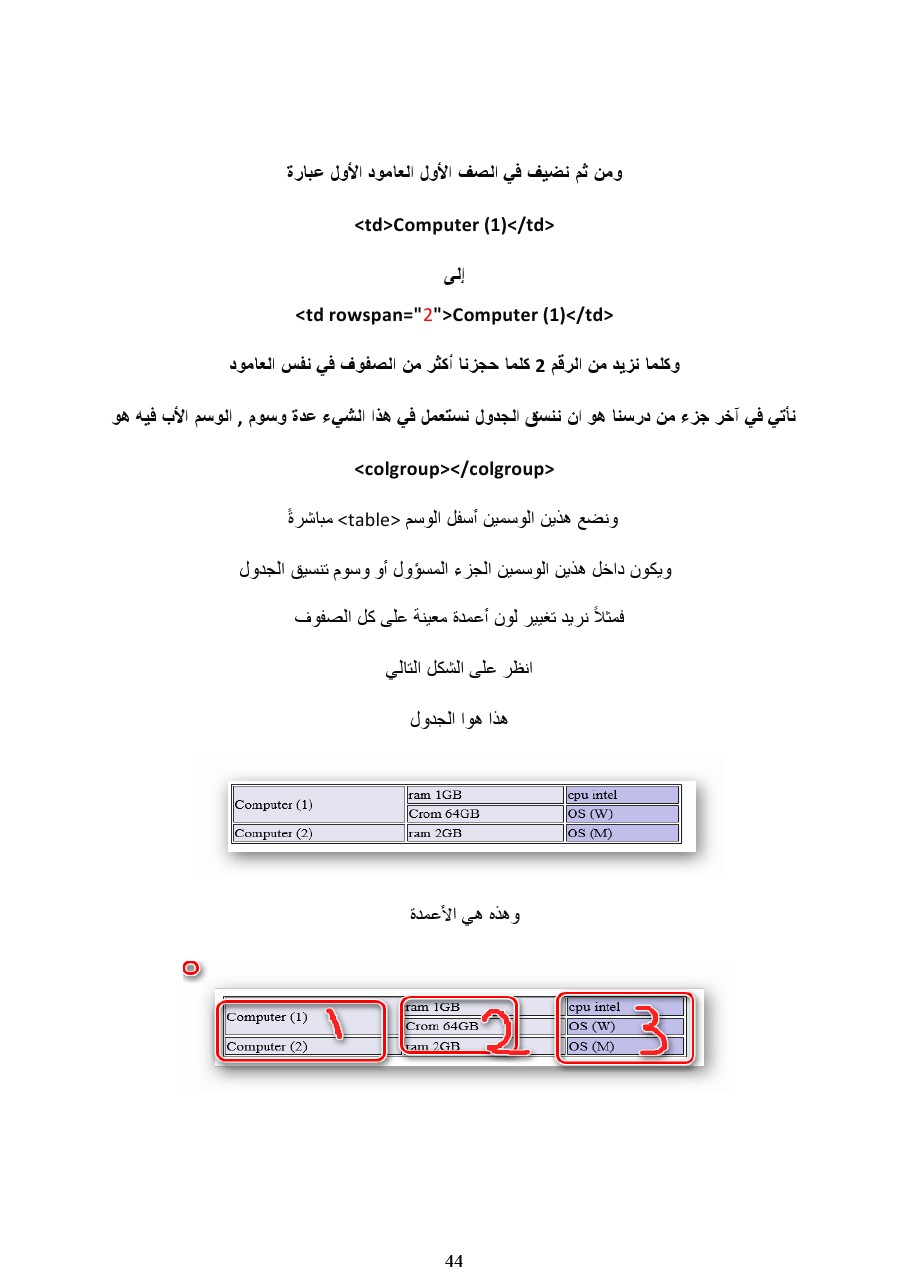 ومن ثم نضيف في الصف الأول العامود الأول عبارة
<td>Computer (1)</td>
إلى
<td rowspan="2">Computer (1)</td>
وكلما نزيد من الرقم 2 كلما حجزنا أكثر من الصفوف في نفس العامود
نأتي في آخر جزء من درسنا هو ان ننسق الجدول نستعمل في هذا الشيء عدة وسوم , الوسم الأب فيه هو
<colgroup></colgroup>
ونضع هذين الوسمين أسفل الوسم <table> مباشرةً
ويكون داخل هذين الوسمين الجزء المسؤول أو وسوم تنسيق الجدول
فمثلاً نريد تغيير لون أعمدة معينة على كل الصفوف
انظر على الشكل التالي
هذا هوا الجدول
Computer (1) ram 1GB cpu intel
Crom 64GB OS (W)
Computer (2) ram 2GB OS (M)
وهذه هي الأعمدة
Computer (1) 1 ram 1GB 2 cpu intel 3
Crom 64GB OS (W)
Computer (2) ram 2GB OS (M)
44